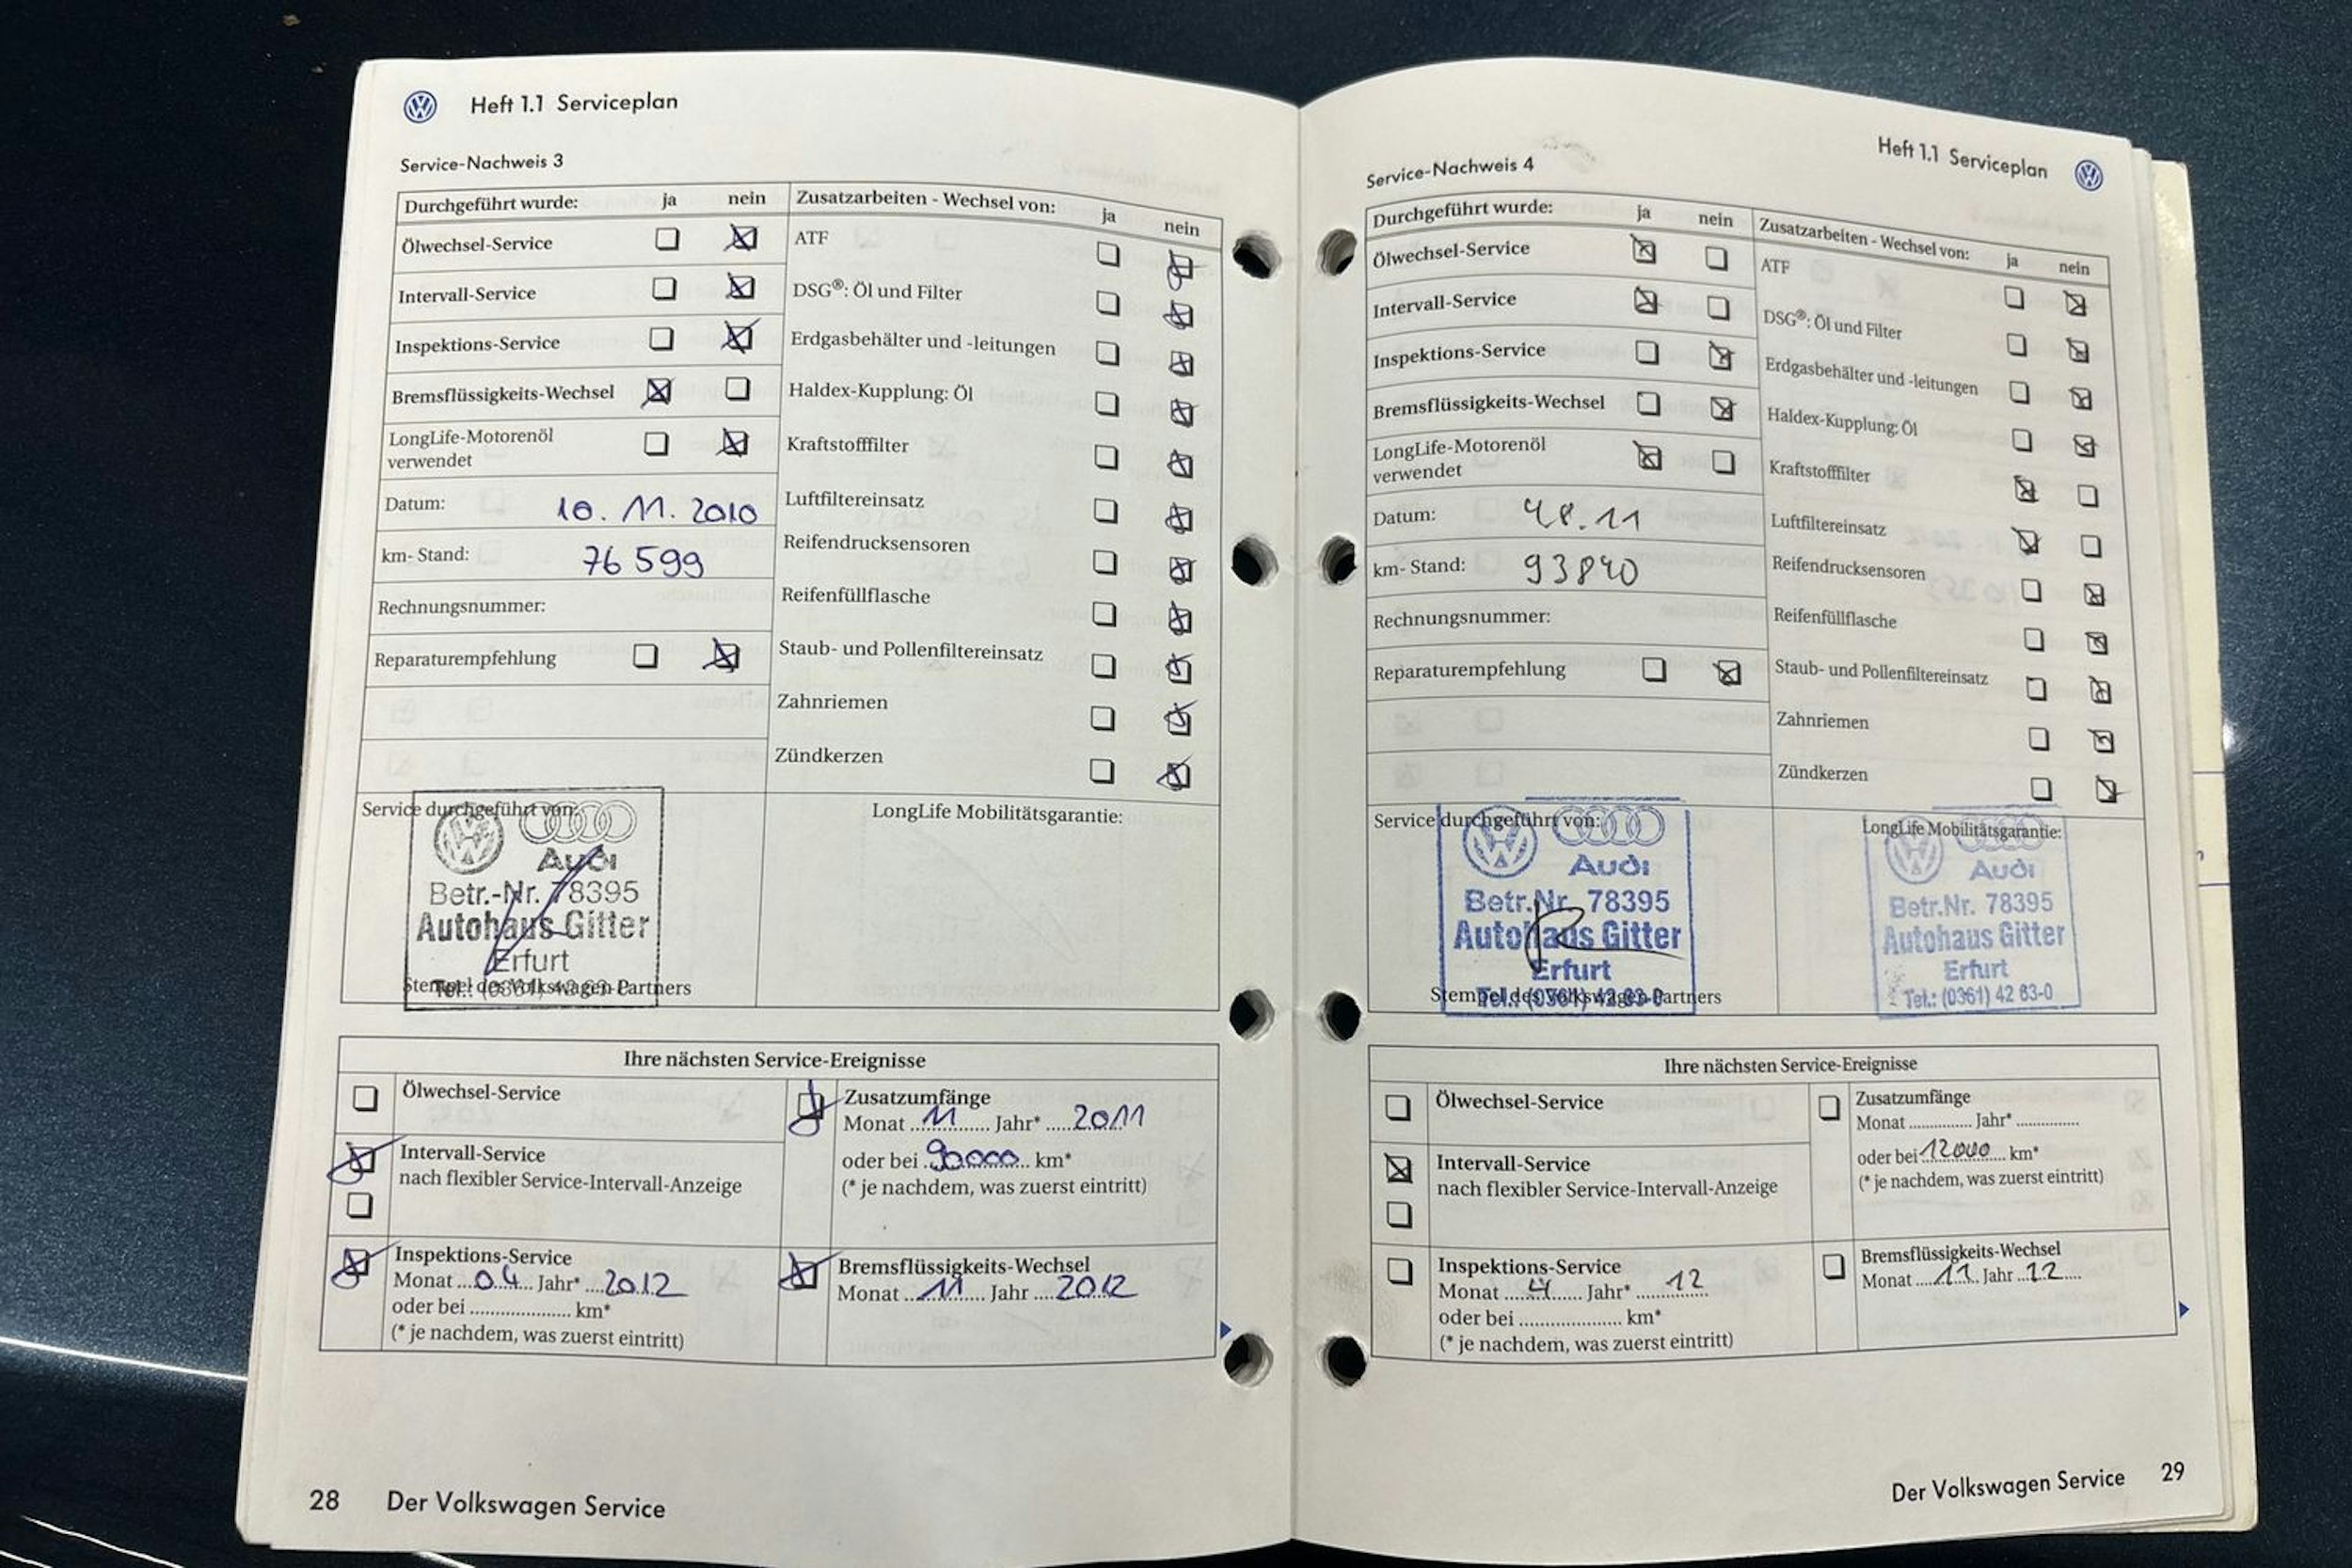 Heft 1.1 Serviceplan
Service-Nachweis 3
Durchgeführt wurde: ja nein
Ölwechsel-Service
Intervall-Service
Inspektions-Service
Bremsflüssigkeits-Wechsel
LongLife-Motorenöl
verwendet
Datum: 10.11.2010
km-Stand: 76 599
Rechnungsnummer:
Reparaturempfehlung
Zusatzarbeiten - Wechsel von: ja nein
ATF
DSG®: Öl und Filter
Erdgasbehälter und -leitungen
Haldex-Kupplung: Öl
Kraftstofffilter
Luftfiltereinsatz
Reifendrucksensoren
Reifenfüllflasche
Staub- und Pollenfiltereinsatz
Zahnriemen
Zündkerzen
Service durchgeführt von:
Audi
Betr.-Nr. 78395
Autohaus Gitter
Erfurt
Tel.: (0361) 42 63-0
Stempel des Volkswagen-Partners
LongLife Mobilitätsgarantie:
Ihre nächsten Service-Ereignisse
Ölwechsel-Service
Intervall-Service
nach flexibler Service-Intervall-Anzeige
Inspektions-Service
Monat 04 Jahr* 2012
oder bei km*
(* je nachdem, was zuerst eintritt)
Zusatzumfänge
Monat 11 Jahr* 2011
oder bei 90000 km*
(* je nachdem, was zuerst eintritt)
Bremsflüssigkeits-Wechsel
Monat 11 Jahr 2012
28 Der Volkswagen Service
Heft 1.1 Serviceplan
Service-Nachweis 4
Durchgeführt wurde: ja nein
Ölwechsel-Service
Intervall-Service
Inspektions-Service
Bremsflüssigkeits-Wechsel
LongLife-Motorenöl
verwendet
Datum:
km-Stand: 93840
Rechnungsnummer:
Reparaturempfehlung
Zusatzarbeiten - Wechsel von: ja nein
ATF
DSG®: Öl und Filter
Erdgasbehälter und -leitungen
Haldex-Kupplung: Öl
Kraftstofffilter
Luftfiltereinsatz
Reifendrucksensoren
Reifenfüllflasche
Staub- und Pollenfiltereinsatz
Zahnriemen
Zündkerzen
Service durchgeführt von:
Audi
Betr.Nr. 78395
Autohaus Gitter
Erfurt
Tel.: (0361) 42 63-0
Stempel des Volkswagen-Partners
LongLife Mobilitätsgarantie:
Audi
Betr.Nr. 78395
Autohaus Gitter
Erfurt
Tel.: (0361) 42 63-0
Ihre nächsten Service-Ereignisse
Ölwechsel-Service
Intervall-Service
nach flexibler Service-Intervall-Anzeige
Inspektions-Service
Monat 4 Jahr* 12
oder bei km*
(* je nachdem, was zuerst eintritt)
Zusatzumfänge
Monat Jahr*
oder bei 12000 km*
(* je nachdem, was zuerst eintritt)
Bremsflüssigkeits-Wechsel
Monat 11 Jahr 12
Der Volkswagen Service 29